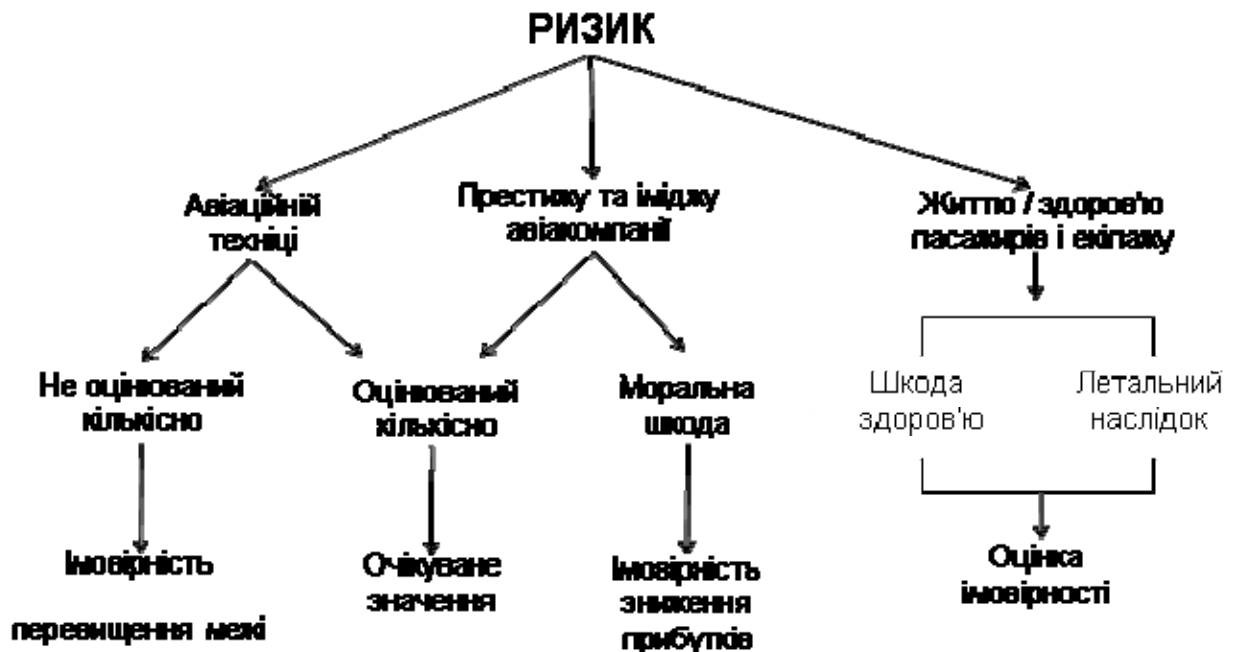 РИЗИК
Авіаційній
техніці
Престижу та іміджу
авіакомпанії
Життю / здоров'ю
пасажирів і екіпажу
Не оцінюваний
кількісно
Оцінюваний
кількісно
Моральна
шкода
Шкода
здоров'ю
Летальний
наслідок
Імовірність
перевищення межі
Очікуване
значення
Імовірність
зниження
прибутків
Оцінка
імовірності